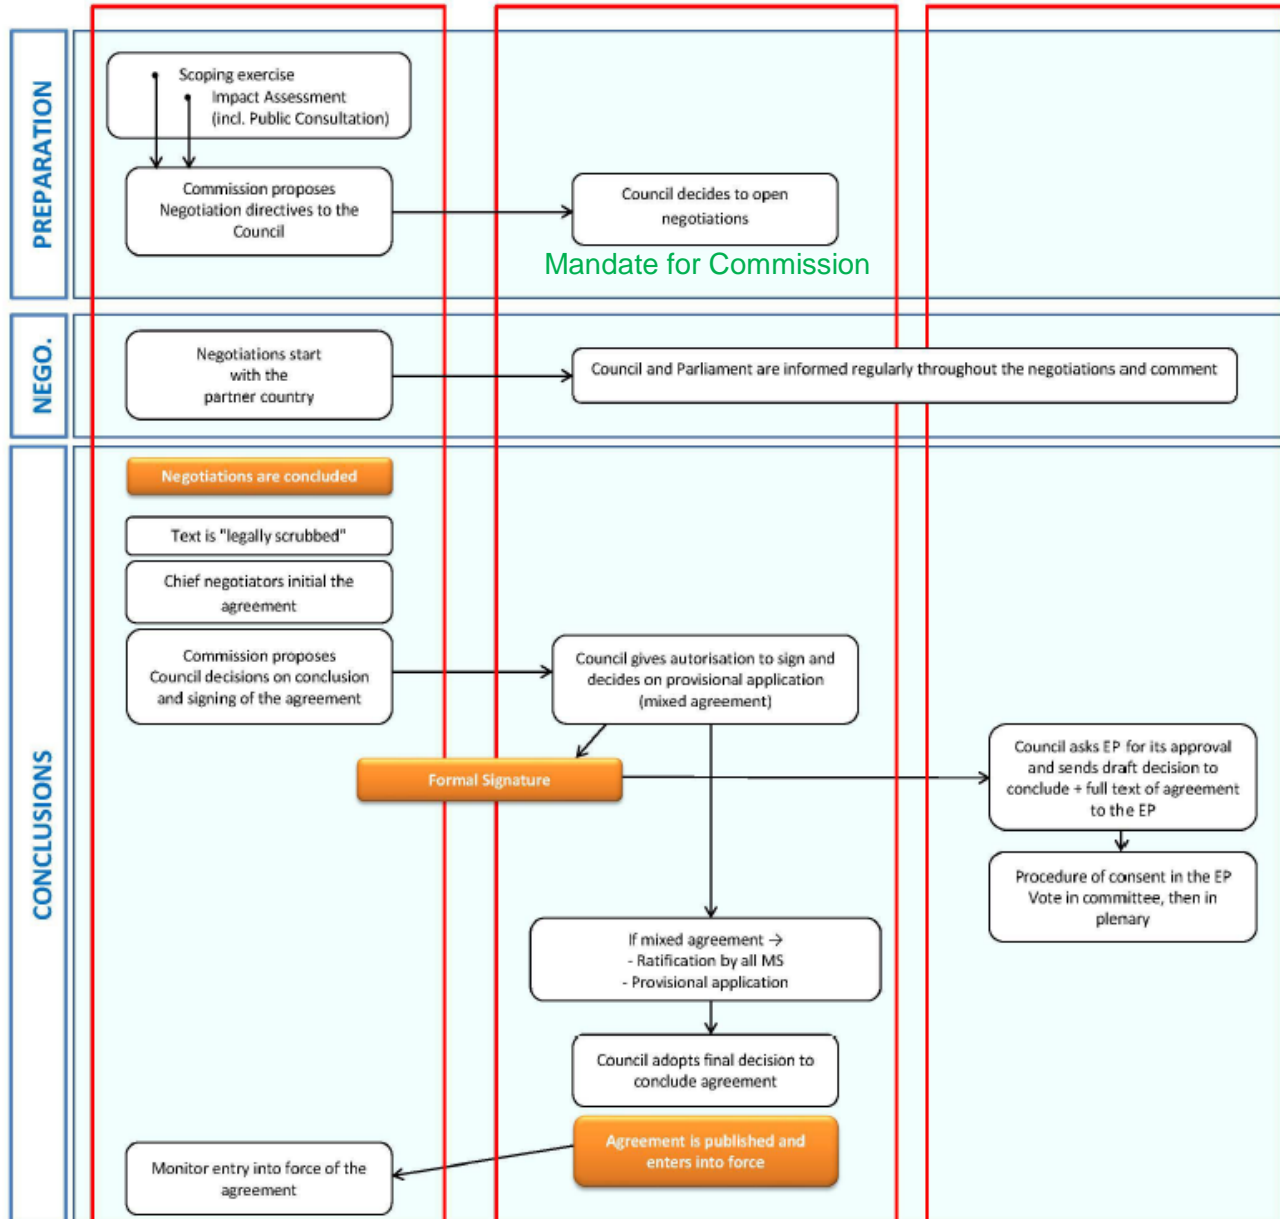 PREPARATION
Scoping exercise
Impact Assessment
(incl. Public Consultation)
Commission proposes
Negotiation directives to the
Council
Council decides to open
negotiations
Mandate for Commission
NEGO.
Negotiations start
with the
partner country
Council and Parliament are informed regularly throughout the negotiations and comment
CONCLUSIONS
Negotiations are concluded
Text is "legally scrubbed"
Chief negotiators initial the
agreement
Commission proposes
Council decisions on conclusion
and signing of the agreement
Council gives autorisation to sign and
decides on provisional application
(mixed agreement)
Formal Signature
Council asks EP for its approval
and sends draft decision to
conclude + full text of agreement
to the EP
Procedure of consent in the EP
Vote in committee, then in
plenary
If mixed agreement →
- Ratification by all MS
- Provisional application
Council adopts final decision to
conclude agreement
Agreement is published and
enters into force
Monitor entry into force of the
agreement